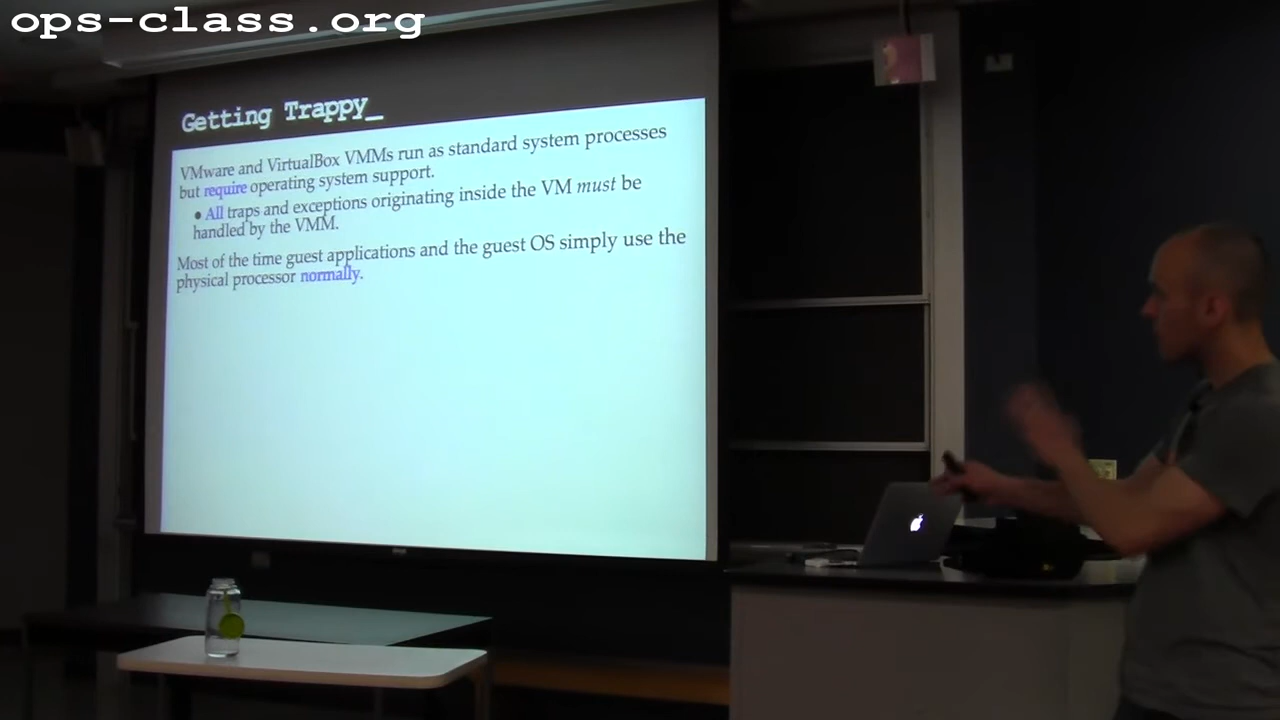 ops-class.org
Getting Trappy_
VMware and VirtualBox VMMs run as standard system processes
but require operating system support.
• All traps and exceptions originating inside the VM must be
handled by the VMM.
Most of the time guest applications and the guest OS simply use the
physical processor normally.